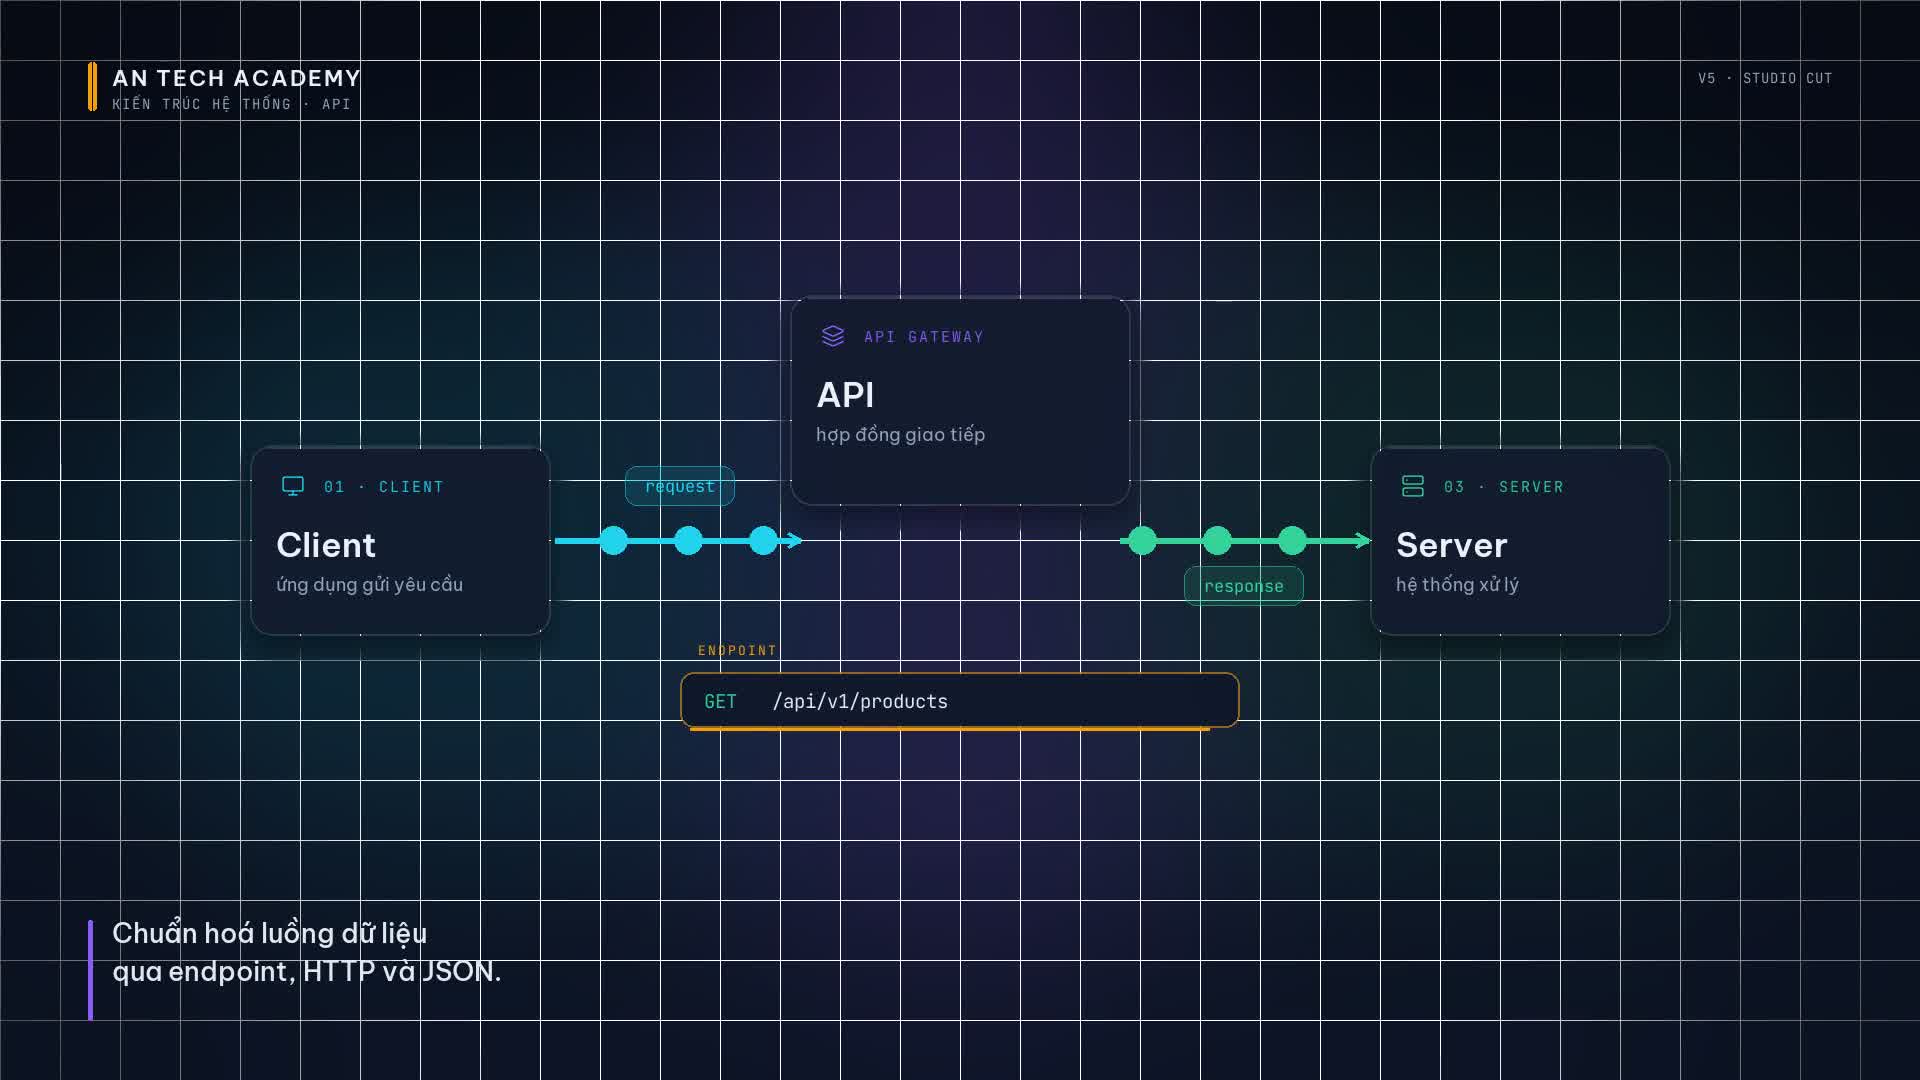 AN TECH ACADEMY
KIẾN TRÚC HỆ THỐNG · API
V5 · STUDIO CUT
API GATEWAY
API
hợp đồng giao tiếp
01 · CLIENT
Client
ứng dụng gửi yêu cầu
request
03 · SERVER
Server
hệ thống xử lý
response
ENDPOINT
GET /api/v1/products
Chuẩn hoá luồng dữ liệu
qua endpoint, HTTP và JSON.